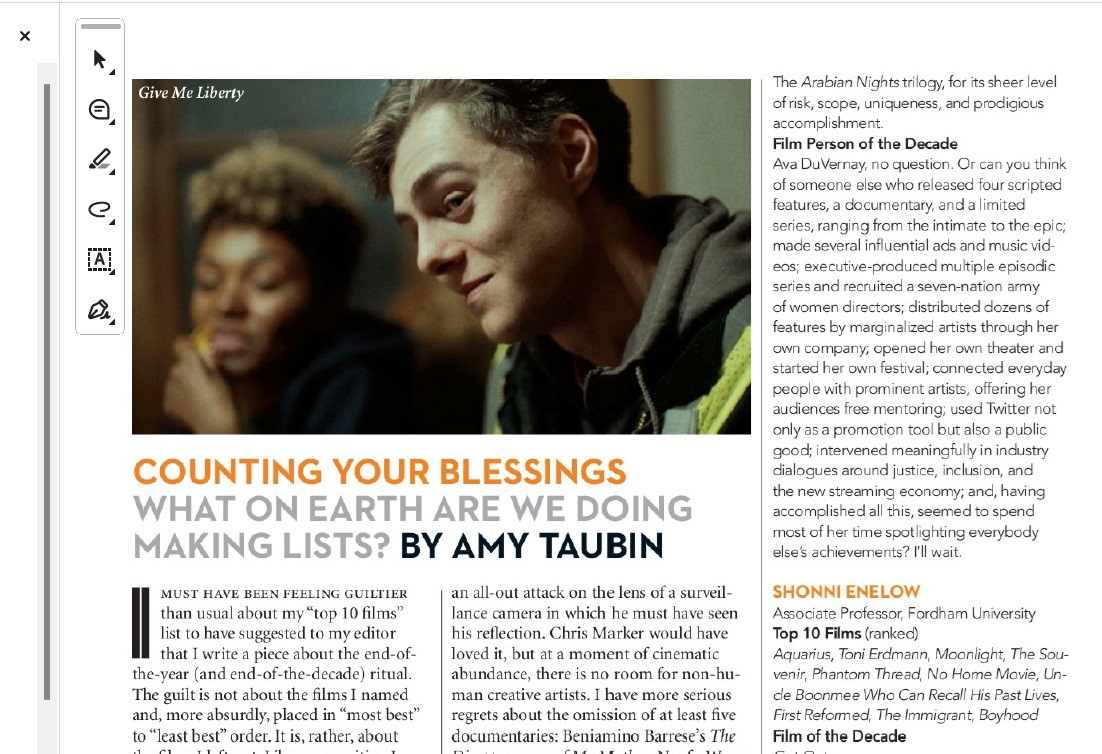 Give Me Liberty
COUNTING YOUR BLESSINGS
WHAT ON EARTH ARE WE DOING
MAKING LISTS? BY AMY TAUBIN
I MUST HAVE BEEN FEELING GUILTIER
than usual about my “top 10 films”
list to have suggested to my editor
that I write a piece about the end-of-
the-year (and end-of-the-decade) ritual.
The guilt is not about the films I named
and, more absurdly, placed in “most best”
to “least best” order. It is, rather, about
an all-out attack on the lens of a surveil-
lance camera in which he must have seen
his reflection. Chris Marker would have
loved it, but at a moment of cinematic
abundance, there is no room for non-hu-
man creative artists. I have more serious
regrets about the omission of at least five
documentaries: Beniamino Barrese’s The
The Arabian Nights trilogy, for its sheer level
of risk, scope, uniqueness, and prodigious
accomplishment.
Film Person of the Decade
Ava DuVernay, no question. Or can you think
of someone else who released four scripted
features, a documentary, and a limited
series, ranging from the intimate to the epic;
made several influential ads and music vid-
eos; executive-produced multiple episodic
series and recruited a seven-nation army
of women directors; distributed dozens of
features by marginalized artists through her
own company; opened her own theater and
started her own festival; connected everyday
people with prominent artists, offering her
audiences free mentoring; used Twitter not
only as a promotion tool but also a public
good; intervened meaningfully in industry
dialogues around justice, inclusion, and
the new streaming economy; and, having
accomplished all this, seemed to spend
most of her time spotlighting everybody
else’s achievements? I’ll wait.
SHONNI ENELOW
Associate Professor, Fordham University
Top 10 Films (ranked)
Aquarius, Toni Erdmann, Moonlight, The Sou-
venir, Phantom Thread, No Home Movie, Un-
cle Boonmee Who Can Recall His Past Lives,
First Reformed, The Immigrant, Boyhood
Film of the Decade